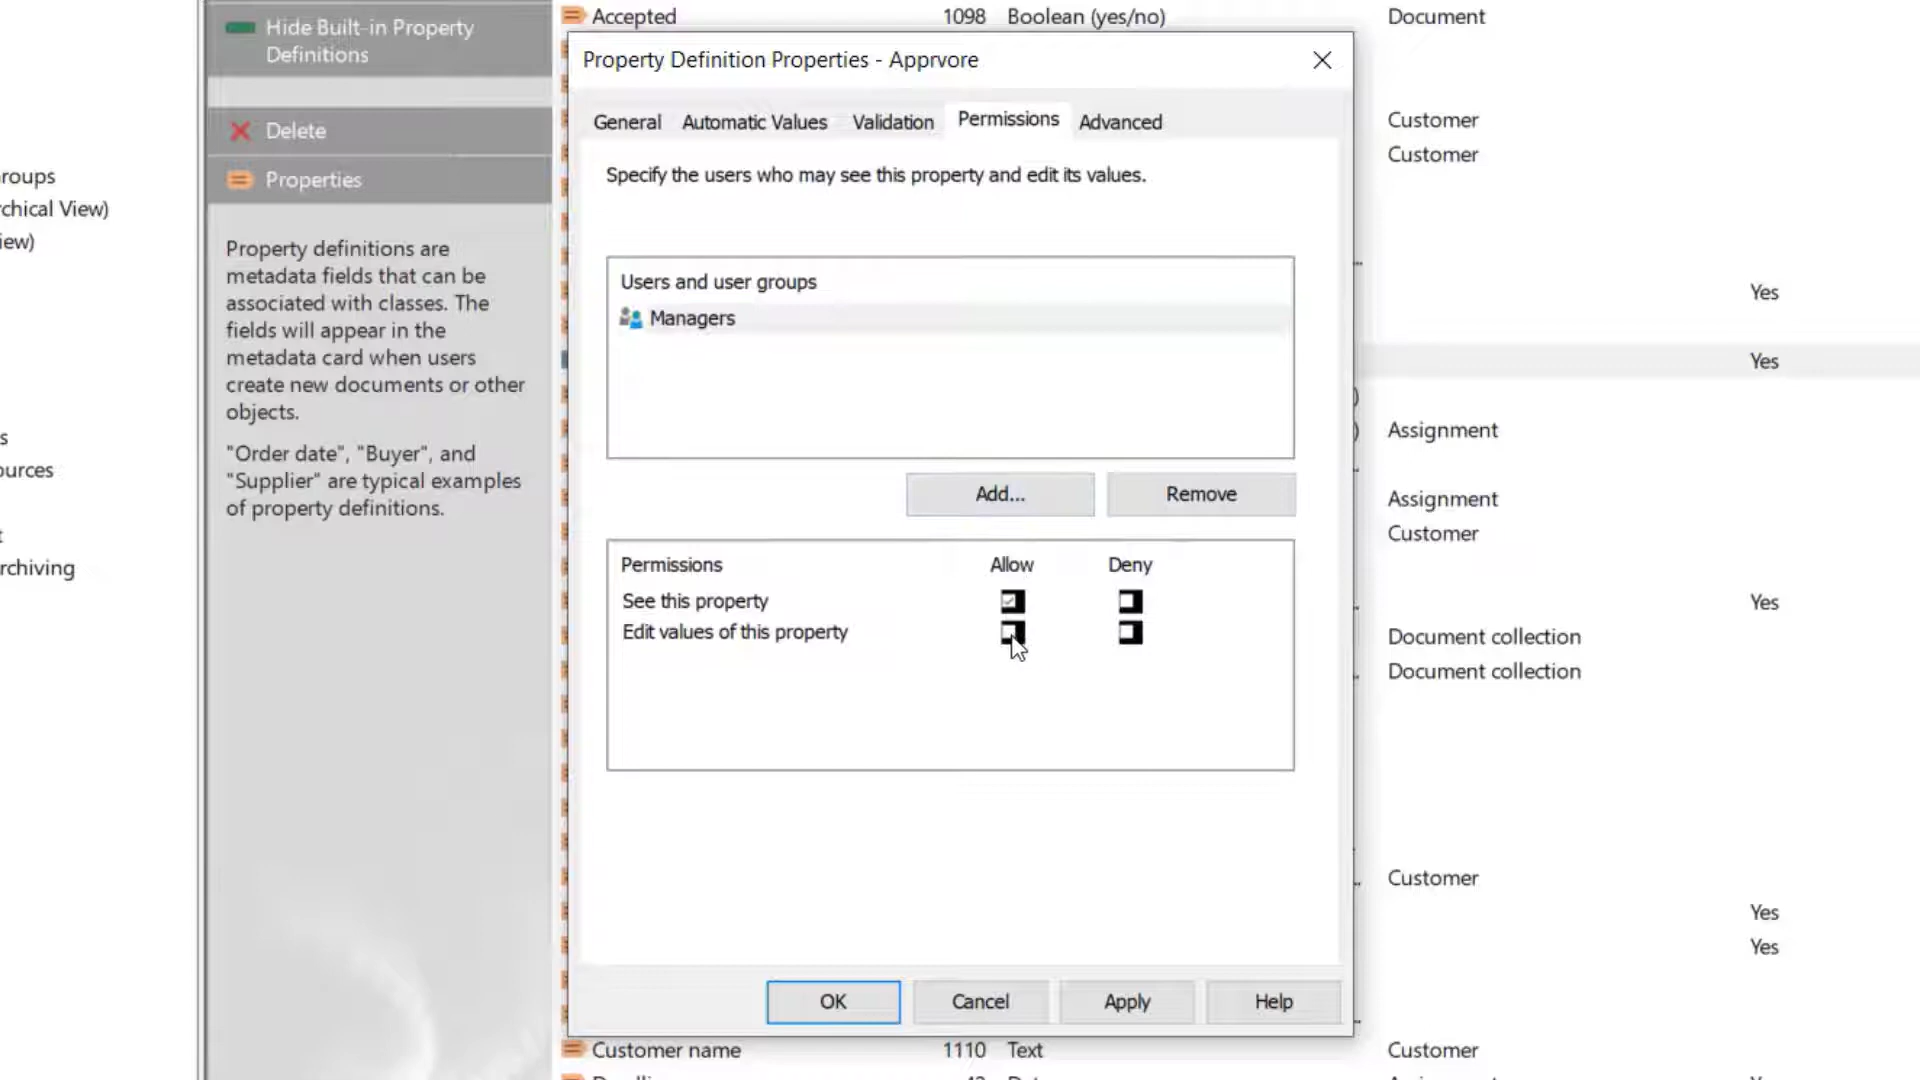 roups
rchical View)
iew)
s
ources
t
rchiving
Hide Built-in Property
Definitions
Delete
Properties
Property definitions are
metadata fields that can be
associated with classes. The
fields will appear in the
metadata card when users
create new documents or other
objects.
"Order date", "Buyer", and
"Supplier" are typical examples
of property definitions.
Accepted 1098 Boolean (yes/no) Document
Property Definition Properties - Apprvore
General Automatic Values Validation Permissions Advanced
Specify the users who may see this property and edit its values.
Users and user groups
Managers
Add... Remove
Permissions Allow Deny
See this property
Edit values of this property
OK Cancel Apply Help
Customer
Customer
Yes
Yes
Assignment
Assignment
Customer
Yes
Document collection
Document collection
Customer
Yes
Yes
Customer name 1110 Text Customer